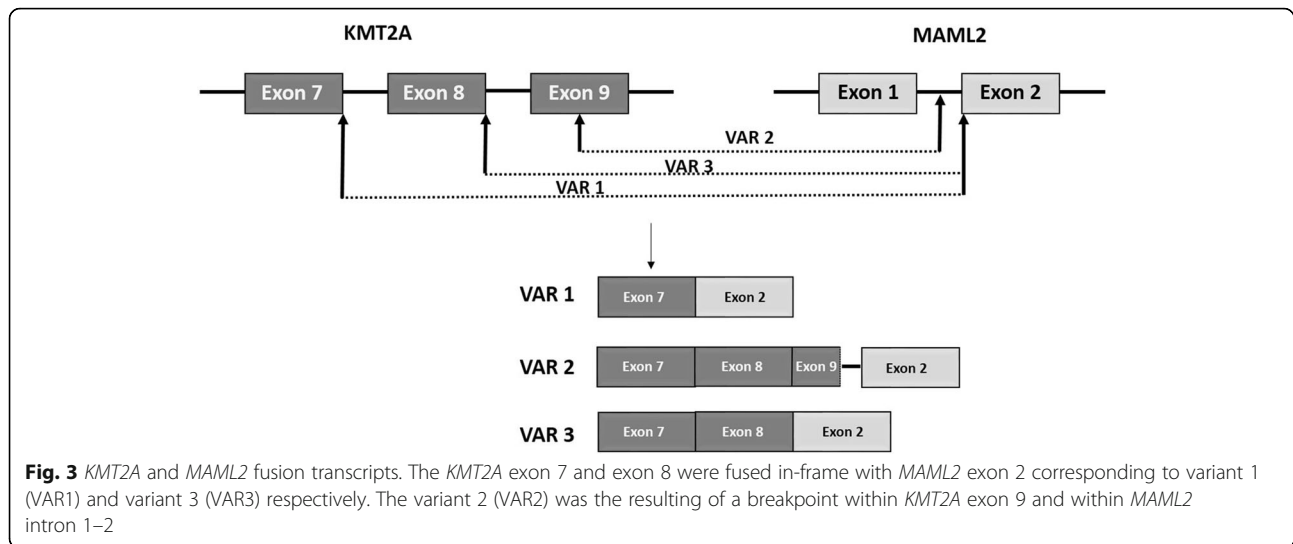 KMT2A MAML2
Exon 7 Exon 8 Exon 9 Exon 1 Exon 2
VAR 2
VAR 3
VAR 1
VAR 1 Exon 7 Exon 2
VAR 2 Exon 7 Exon 8 Exon 9 Exon 2
VAR 3 Exon 7 Exon 8 Exon 2
Fig. 3 KMT2A and MAML2 fusion transcripts. The KMT2A exon 7 and exon 8 were fused in-frame with MAML2 exon 2 corresponding to variant 1
(VAR1) and variant 3 (VAR3) respectively. The variant 2 (VAR2) was the resulting of a breakpoint within KMT2A exon 9 and within MAML2
intron 1–2